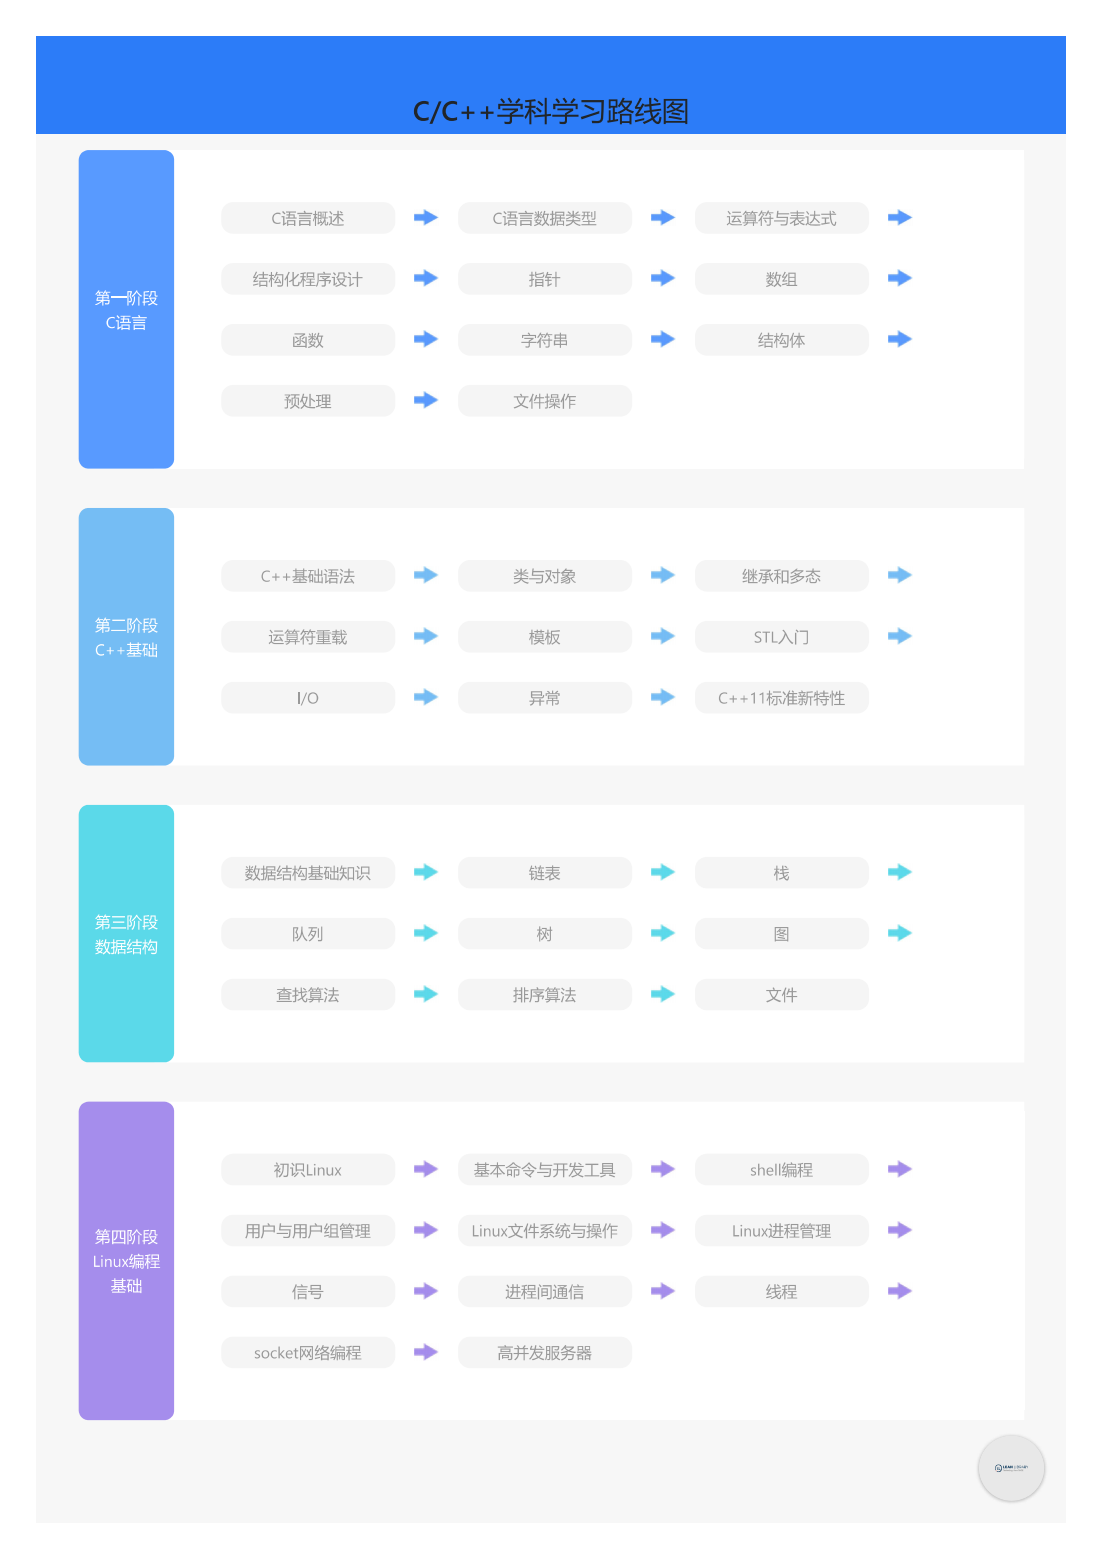 C/C++学科学习路线图
第一阶段
C语言
C语言概述
C语言数据类型
运算符与表达式
结构化程序设计
指针
数组
函数
字符串
结构体
预处理
文件操作
第二阶段
C++基础
C++基础语法
类与对象
继承和多态
运算符重载
模板
STL入门
I/O
异常
C++11标准新特性
第三阶段
数据结构
数据结构基础知识
链表
栈
队列
树
图
查找算法
排序算法
文件
第四阶段
Linux编程
基础
初识Linux
基本命令与开发工具
shell编程
用户与用户组管理
Linux文件系统与操作
Linux进程管理
信号
进程间通信
线程
socket网络编程
高并发服务器